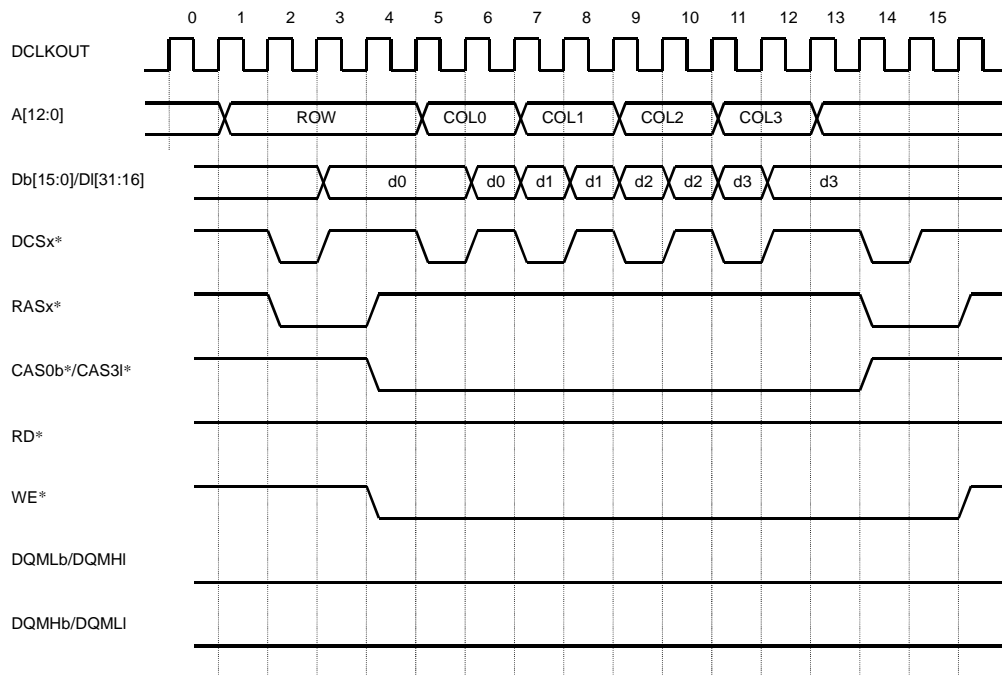 0 1 2 3 4 5 6 7 8 9 10 11 12 13 14 15
DCLKOUT
A[12:0] ROW COL0 COL1 COL2 COL3
Db[15:0]/Dl[31:16] d0 d0 d1 d1 d2 d2 d3 d3
DCSx*
RASx*
CAS0b*/CAS3l*
RD*
WE*
DQMLb/DQMHl
DQMHb/DQMLl